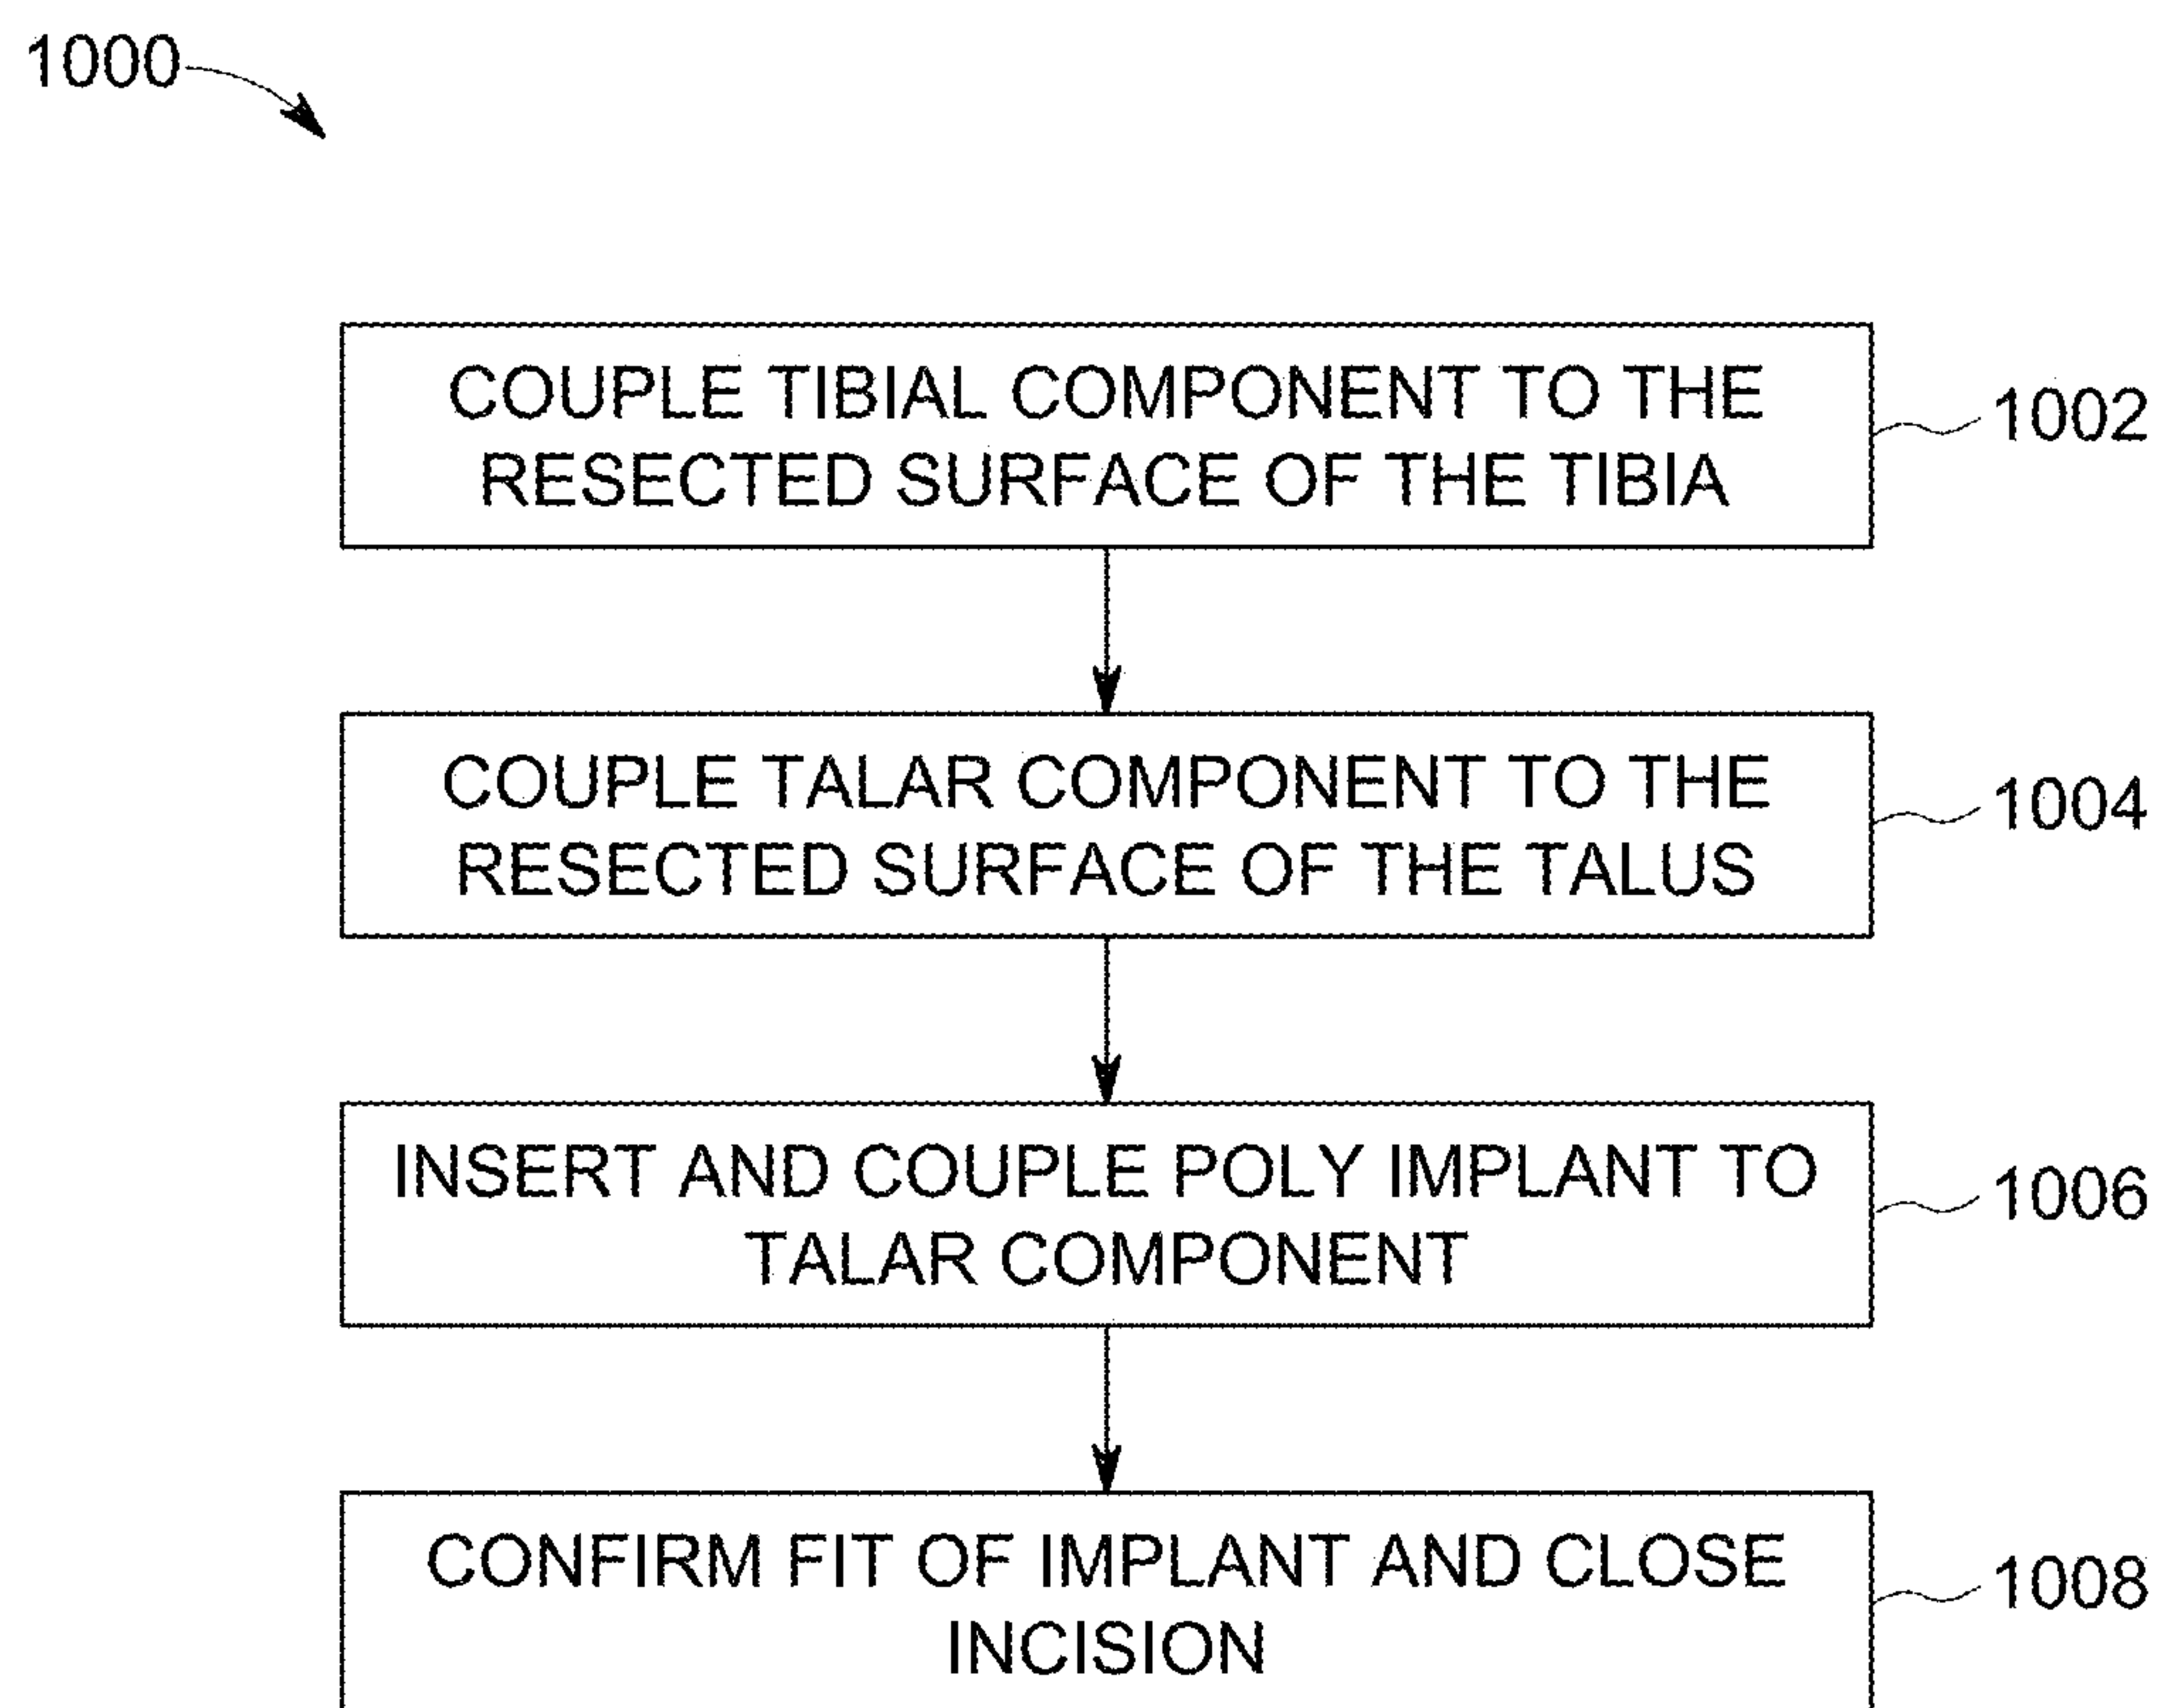 1000
COUPLE TIBIAL COMPONENT TO THE
RESECTED SURFACE OF THE TIBIA
1002
COUPLE TALAR COMPONENT TO THE
RESECTED SURFACE OF THE TALUS
1004
INSERT AND COUPLE POLY IMPLANT TO
TALAR COMPONENT
1006
CONFIRM FIT OF IMPLANT AND CLOSE
INCISION
1008